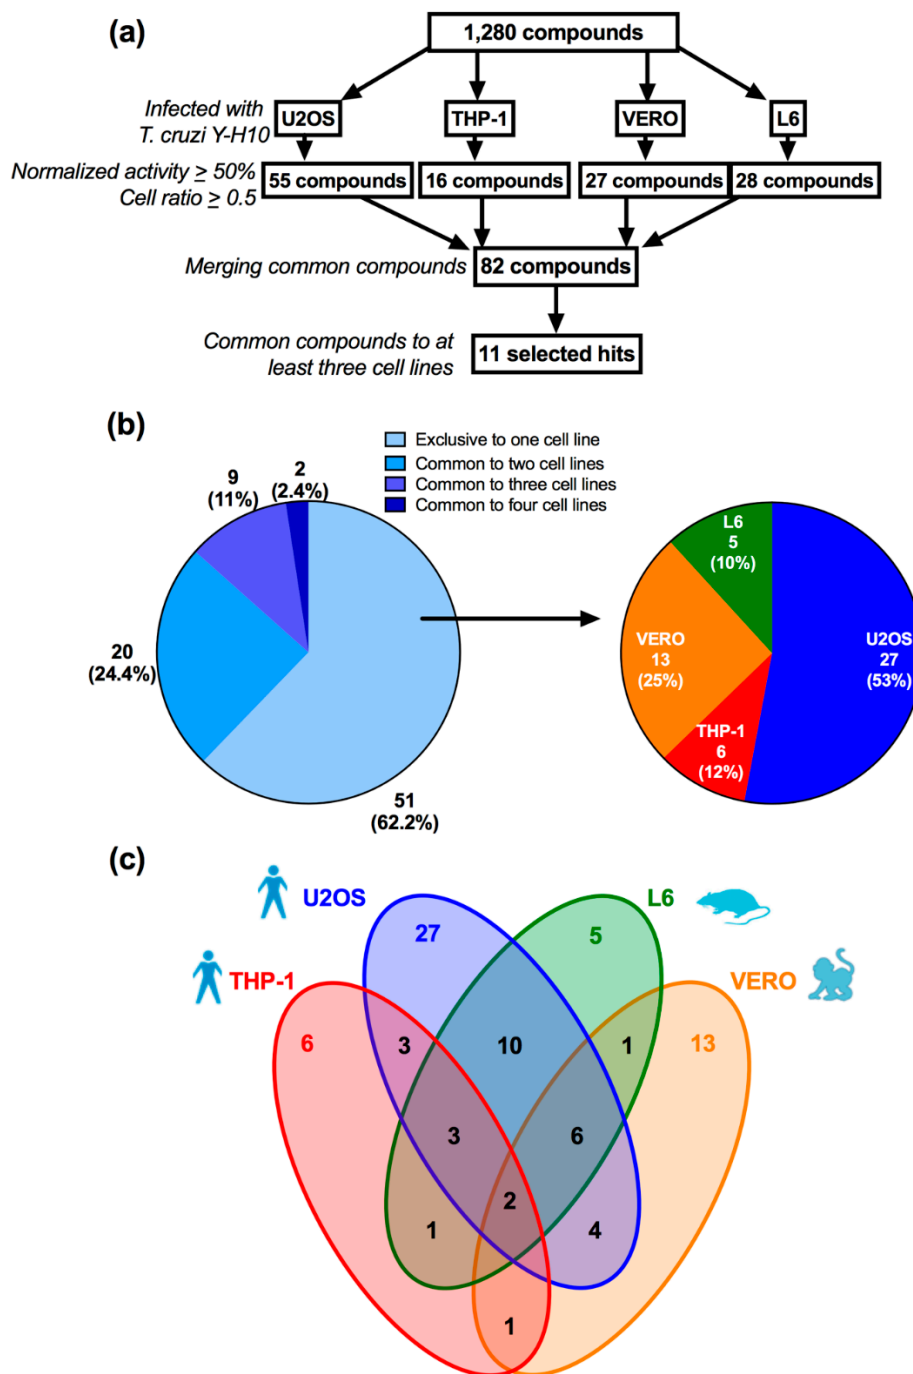 (a)
1,280 compounds
Infected with
T. cruzi Y-H10
U2OS
THP-1
VERO
L6
Normalized activity ≥ 50%
Cell ratio ≥ 0.5
55 compounds
16 compounds
27 compounds
28 compounds
Merging common compounds
82 compounds
Common compounds to at
least three cell lines
11 selected hits
(b)
Exclusive to one cell line
Common to two cell lines
Common to three cell lines
Common to four cell lines
9
(11%)
2
(2.4%)
20
(24.4%)
51
(62.2%)
L6
5
(10%)
VERO
13
(25%)
U2OS
27
(53%)
THP-1
6
(12%)
(c)
U2OS
L6
THP-1
VERO
27
5
6
3
10
1
13
3
6
2
1
4
1